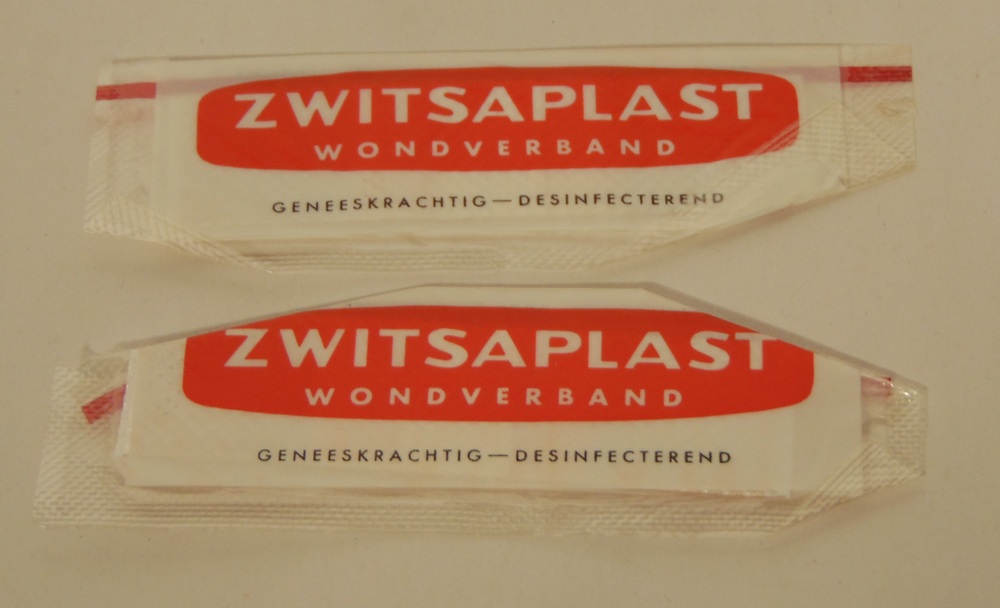 ZWITSAPLAST
WONDVERBAND
GENEESKRACHTIG—DESINFECTEREND
ZWITSAPLAST
WONDVERBAND
GENEESKRACHTIG—DESINFECTEREND